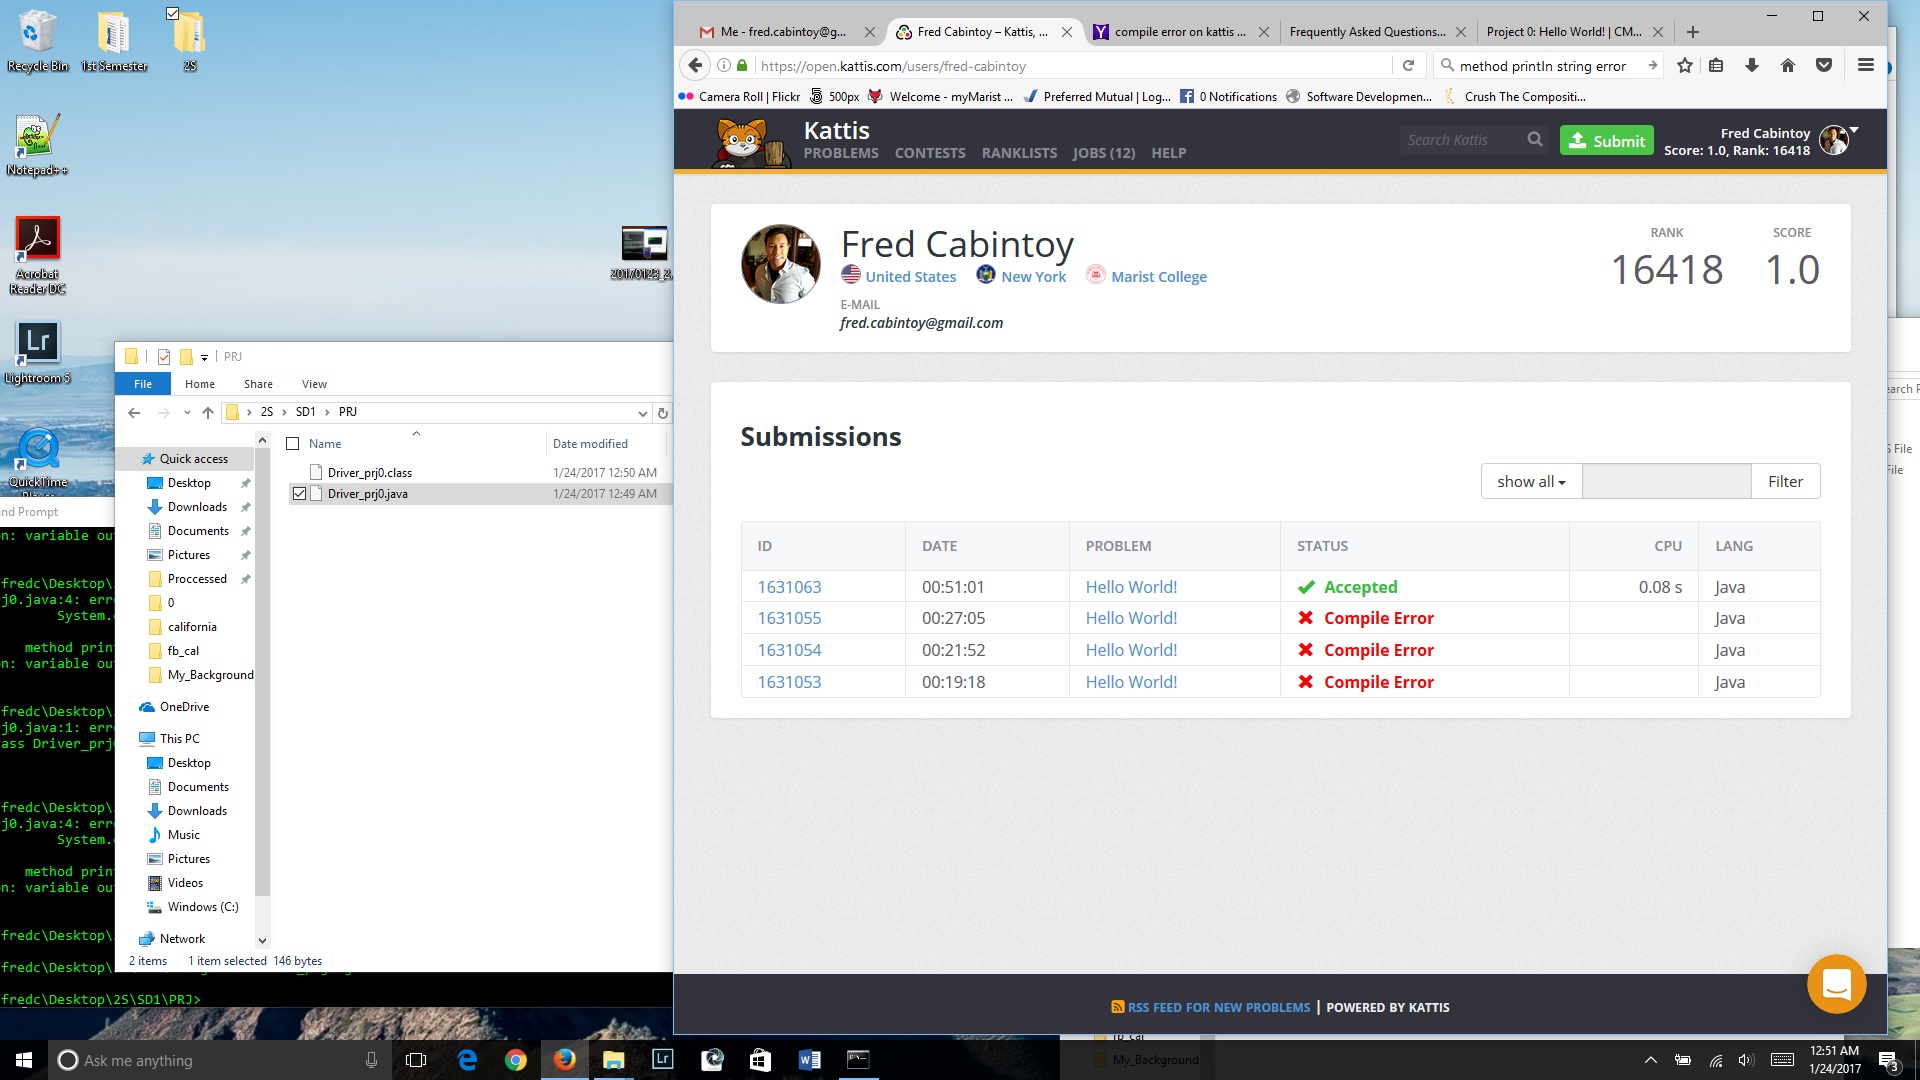 Recycle Bin
1st Semester
2S
Notepad++
Acrobat
Reader DC
Lightroom 5
QuickTime
20170123_2
Me - fred.cabintoy@g...
Fred Cabintoy – Kattis, ...
compile error on kattis ...
Frequently Asked Questions...
Project 0: Hello World! | CM...
https://open.kattis.com/users/fred-cabintoy
method println string error
Camera Roll | Flickr
500px
Welcome - myMarist ...
Preferred Mutual | Log...
0 Notifications
Software Developmen...
Crush The Compositi...
Kattis
PROBLEMS
CONTESTS
RANKLISTS
JOBS (12)
HELP
Search Kattis
Submit
Fred Cabintoy
Score: 1.0, Rank: 16418
Fred Cabintoy
United States
New York
Marist College
E-MAIL
fred.cabintoy@gmail.com
RANK
16418
SCORE
1.0
Submissions
show all
Filter
ID DATE PROBLEM STATUS CPU LANG
1631063 00:51:01 Hello World! Accepted 0.08 s Java
1631055 00:27:05 Hello World! Compile Error Java
1631054 00:21:52 Hello World! Compile Error Java
1631053 00:19:18 Hello World! Compile Error Java
RSS FEED FOR NEW PROBLEMS | POWERED BY KATTIS
PRJ
File
Home
Share
View
2S > SD1 > PRJ
Name
Date modified
Driver_prj0.class 1/24/2017 12:50 AM
Driver_prj0.java 1/24/2017 12:49 AM
Quick access
Desktop
Downloads
Documents
Pictures
Proccessed
0
california
fb_cal
My_Background
OneDrive
This PC
Desktop
Documents
Downloads
Music
Pictures
Videos
Windows (C:)
Network
2 items 1 item selected 146 bytes
nd Prompt
n: variable ou
fredc\Desktop\
j0.java:4: err
System.
method prin
n: variable ou
fredc\Desktop\
j0.java:1: err
ass Driver_prj
fredc\Desktop\
j0.java:4: err
System.
method prin
n: variable ou
fredc\Desktop\
fredc\Desktop\
fredc\Desktop\2S\SD1\PRJ>
earch
File
My_Background
Ask me anything
Lr
12:51 AM
1/24/2017
3